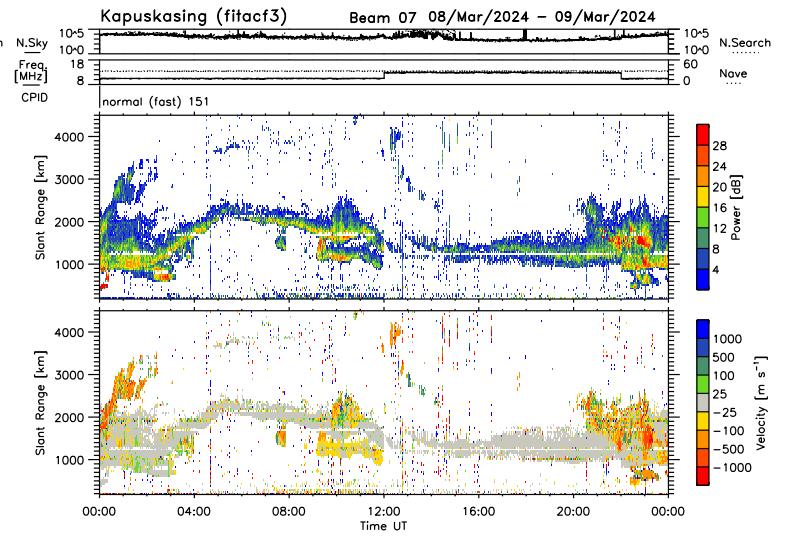 Kapuskasing (fitacf3) Beam 07 08/Mar/2024 - 09/Mar/2024
N.Sky 10^5 10^5 N.Search
10^0 10^0
Freq. 18 60 Nave
[MHz] 8 0
CPID
normal (fast) 151
Slant Range [km]
4000
3000
2000
1000
28
24
20
16
12
8
4
Power [dB]
Slant Range [km]
4000
3000
2000
1000
1000
500
100
25
-25
-100
-500
-1000
Velocity [m s⁻¹]
00:00 04:00 08:00 12:00 16:00 20:00 00:00
Time UT